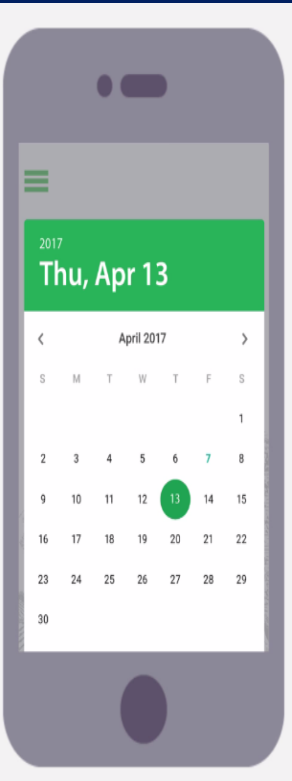 2017
Thu, Apr 13
April 2017
S M T W T F S
1
2 3 4 5 6 7 8
9 10 11 12 13 14 15
16 17 18 19 20 21 22
23 24 25 26 27 28 29
30